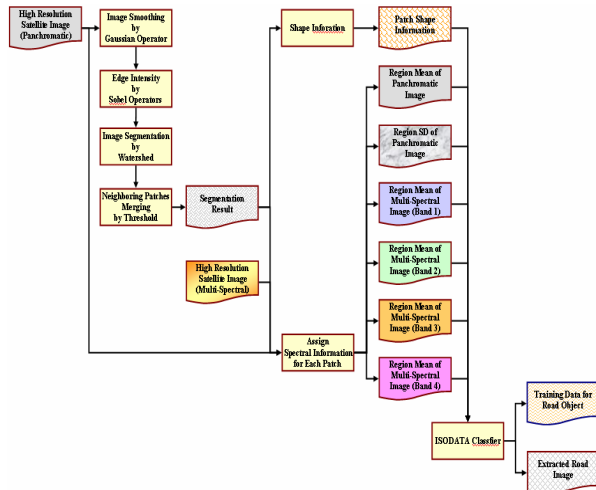 High Resolution
Satellite Image
(Panchromatic)
Image Smoothing
by
Gaussian Operator
Edge Intensity
by
Sobel Operators
Image Segmentation
by
Watershed
Neighboring Patches
Merging
by Threshold
Segmentation
Result
High Resolution
Satellite Image
(Multi-Spectral)
Shape Inforation
Assign
Spectral Information
for Each Patch
Patch Shape
Information
Region Mean of
Panchromatic
Image
Region SD of
Panchromatic
Image
Region Mean of
Multi-Spectral
Image (Band 1)
Region Mean of
Multi-Spectral
Image (Band 2)
Region Mean of
Multi-Spectral
Image (Band 3)
Region Mean of
Multi-Spectral
Image (Band 4)
ISODATA Classfier
Training Data for
Road Object
Extracted Road
Image